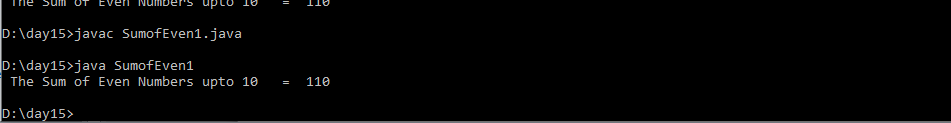 The Sum of Even Numbers upto 10   =  110
D:\day15>javac SumofEven1.java
D:\day15>java SumofEven1
The Sum of Even Numbers upto 10   =  110
D:\day15>